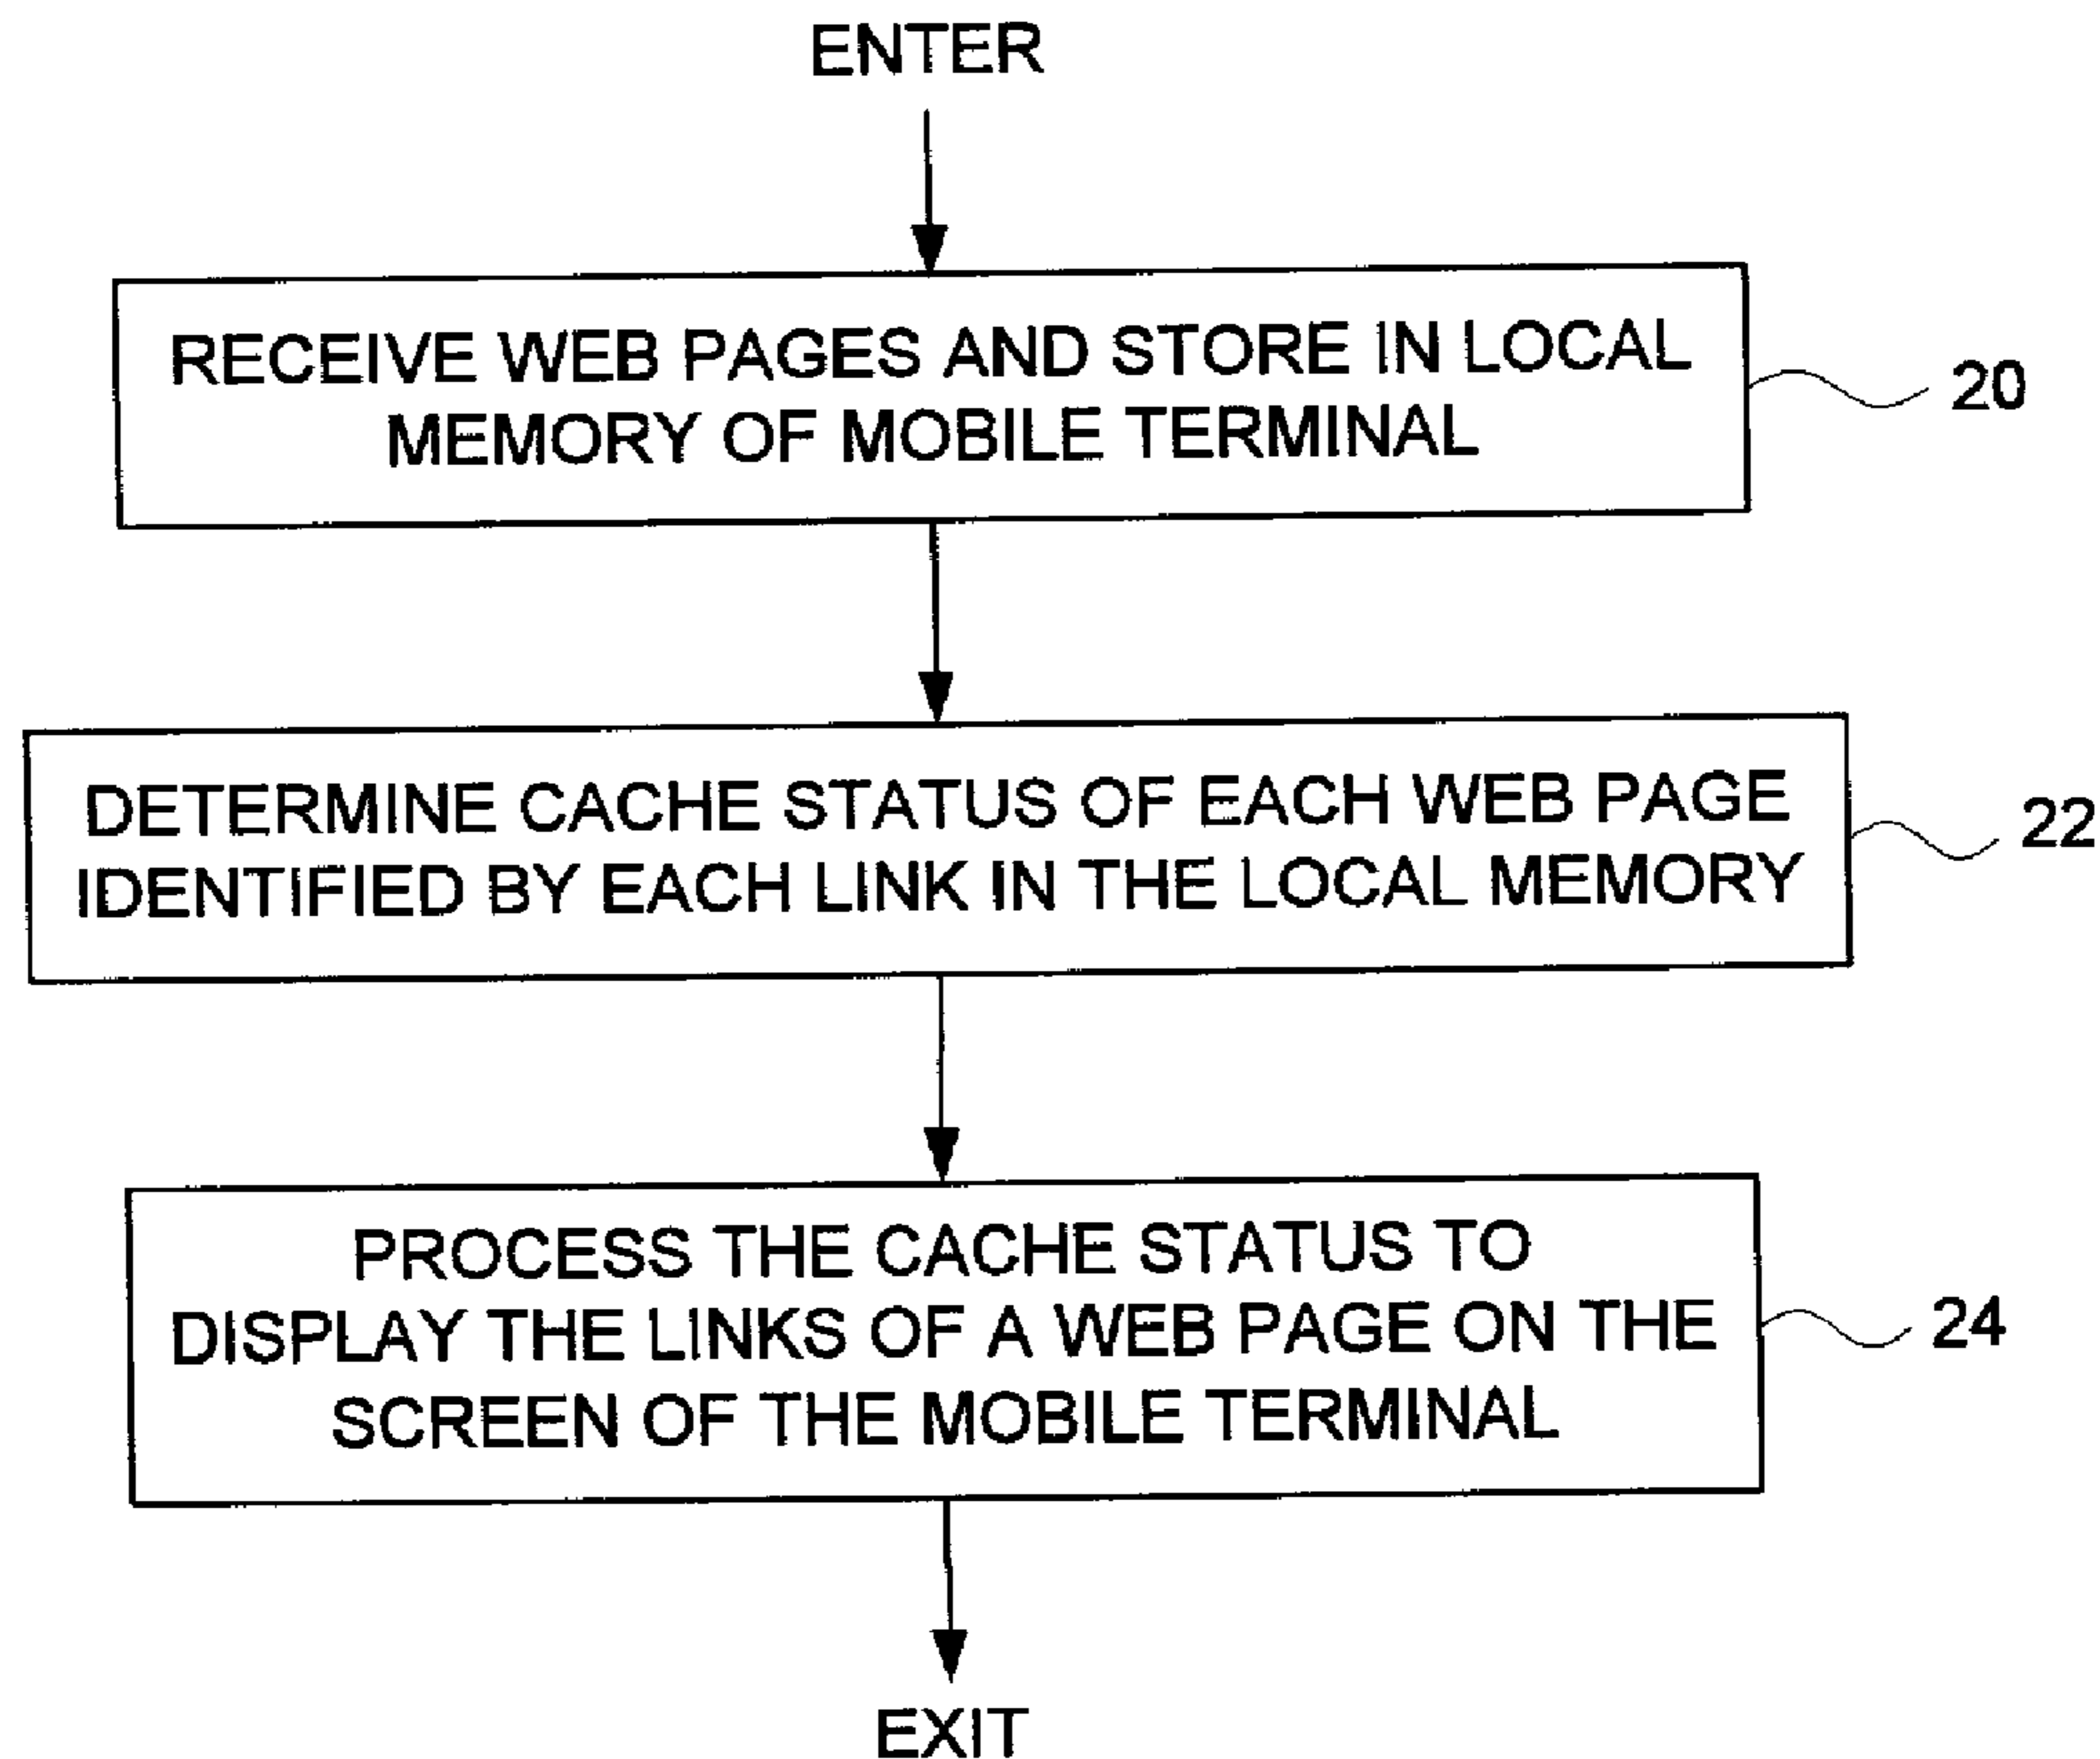 ENTER
RECEIVE WEB PAGES AND STORE IN LOCAL
MEMORY OF MOBILE TERMINAL
20
DETERMINE CACHE STATUS OF EACH WEB PAGE
IDENTIFIED BY EACH LINK IN THE LOCAL MEMORY
22
PROCESS THE CACHE STATUS TO
DISPLAY THE LINKS OF A WEB PAGE ON THE
SCREEN OF THE MOBILE TERMINAL
24
EXIT